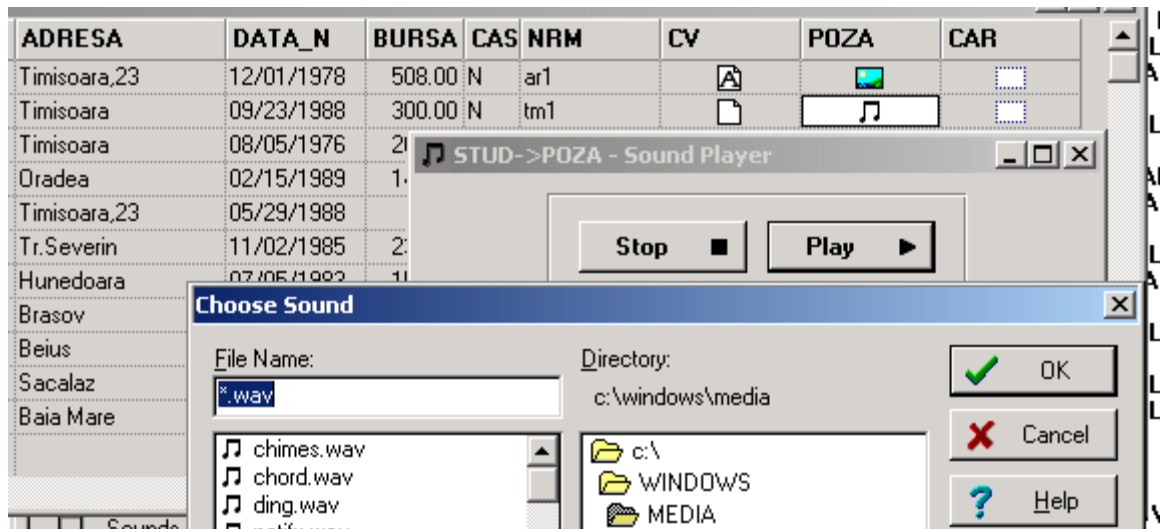 ADRESA DATA_N BURSA CAS NRM CV POZA CAR
Timisoara,23 12/01/1978 508.00 N ar1
Timisoara 09/23/1988 300.00 N tm1
Timisoara 08/05/1976
STUD->POZA - Sound Player
Oradea 02/15/1989
Timisoara,23 05/29/1988
Tr.Severin 11/02/1985
Stop Play
Hunedoara
Choose Sound
Brasov
Beius
Sacalaz
Baia Mare
File Name: Directory:
*.wav c:\windows\media
OK
Cancel
Help
chimes.wav c:\
chord.wav WINDOWS
ding.wav MEDIA
Sounds